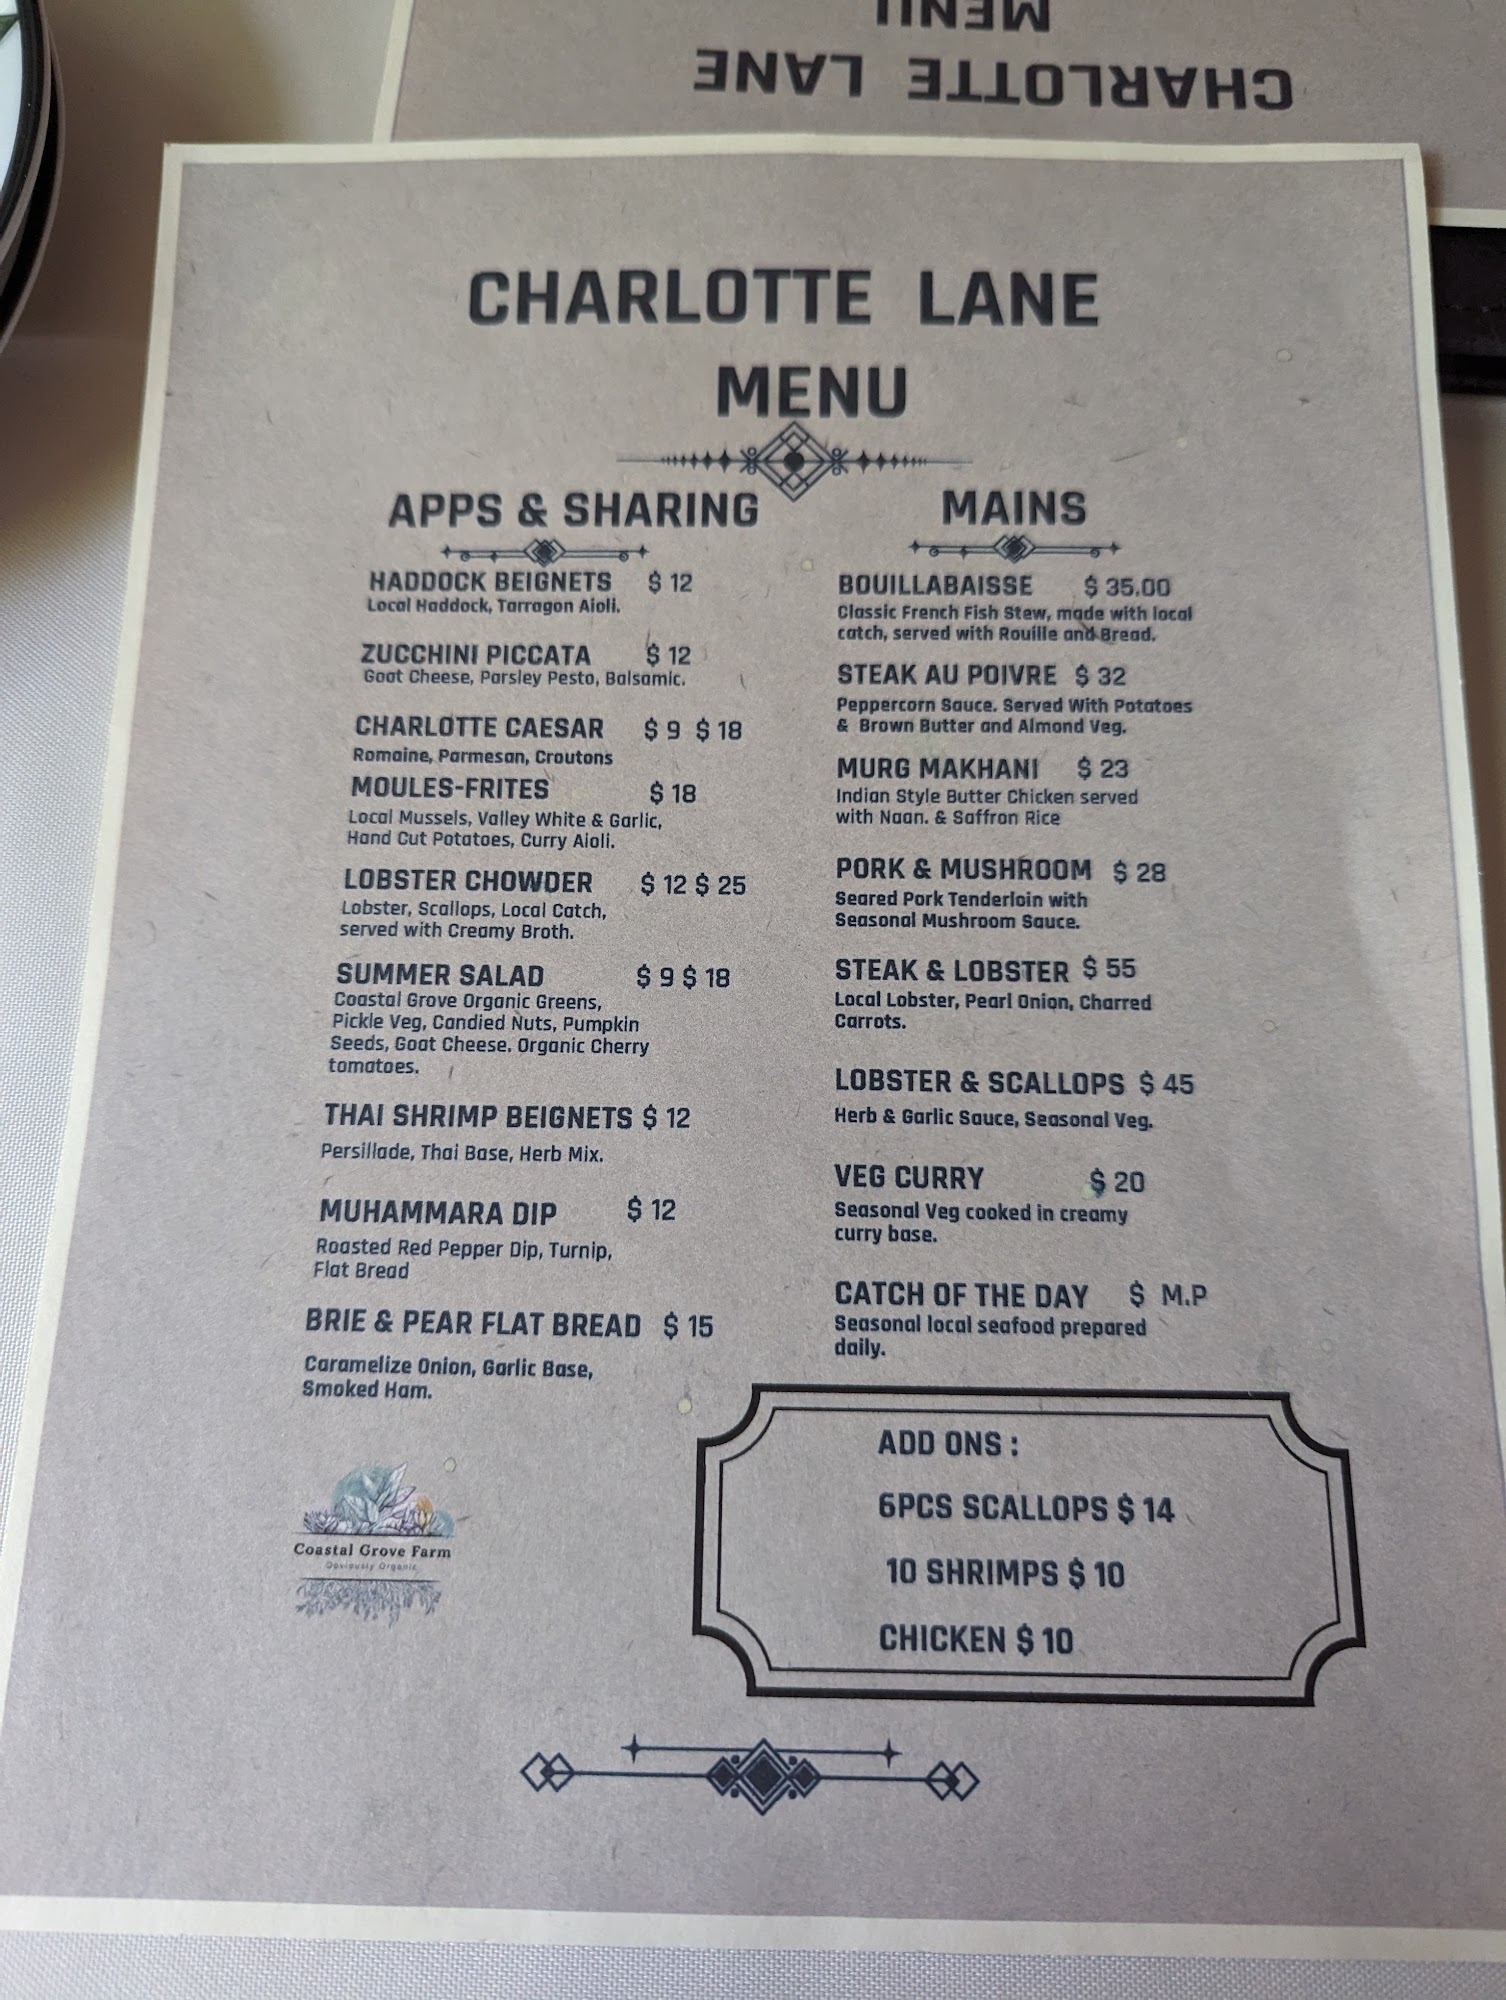 MENU
CHARLOTTE LANE
CHARLOTTE LANE
MENU
APPS & SHARING
HADDOCK BEIGNETS $ 12
Local Haddock, Tarragon Aioli.
ZUCCHINI PICCATA $ 12
Goat Cheese, Parsley Pesto, Balsamic.
CHARLOTTE CAESAR $ 9 $ 18
Romaine, Parmesan, Croutons
MOULES-FRITES $ 18
Local Mussels, Valley White & Garlic,
Hand Cut Potatoes, Curry Aioli.
LOBSTER CHOWDER $ 12 $ 25
Lobster, Scallops, Local Catch,
served with Creamy Broth.
SUMMER SALAD $ 9 $ 18
Coastal Grove Organic Greens,
Pickle Veg, Candied Nuts, Pumpkin
Seeds, Goat Cheese. Organic Cherry
tomatoes.
THAI SHRIMP BEIGNETS $ 12
Persillade, Thai Base, Herb Mix.
MUHAMMARA DIP $ 12
Roasted Red Pepper Dip, Turnip,
Flat Bread
BRIE & PEAR FLAT BREAD $ 15
Caramelize Onion, Garlic Base,
Smoked Ham.
Coastal Grove Farm
Obviously Organic
MAINS
BOUILLABAISSE $ 35.00
Classic French Fish Stew, made with local
catch, served with Rouille and Bread.
STEAK AU POIVRE $ 32
Peppercorn Sauce. Served With Potatoes
& Brown Butter and Almond Veg.
MURG MAKHANI $ 23
Indian Style Butter Chicken served
with Naan. & Saffron Rice
PORK & MUSHROOM $ 28
Seared Pork Tenderloin with
Seasonal Mushroom Sauce.
STEAK & LOBSTER $ 55
Local Lobster, Pearl Onion, Charred
Carrots.
LOBSTER & SCALLOPS $ 45
Herb & Garlic Sauce, Seasonal Veg.
VEG CURRY $ 20
Seasonal Veg cooked in creamy
curry base.
CATCH OF THE DAY $ M.P
Seasonal local seafood prepared
daily.
ADD ONS :
6PCS SCALLOPS $ 14
10 SHRIMPS $ 10
CHICKEN $ 10